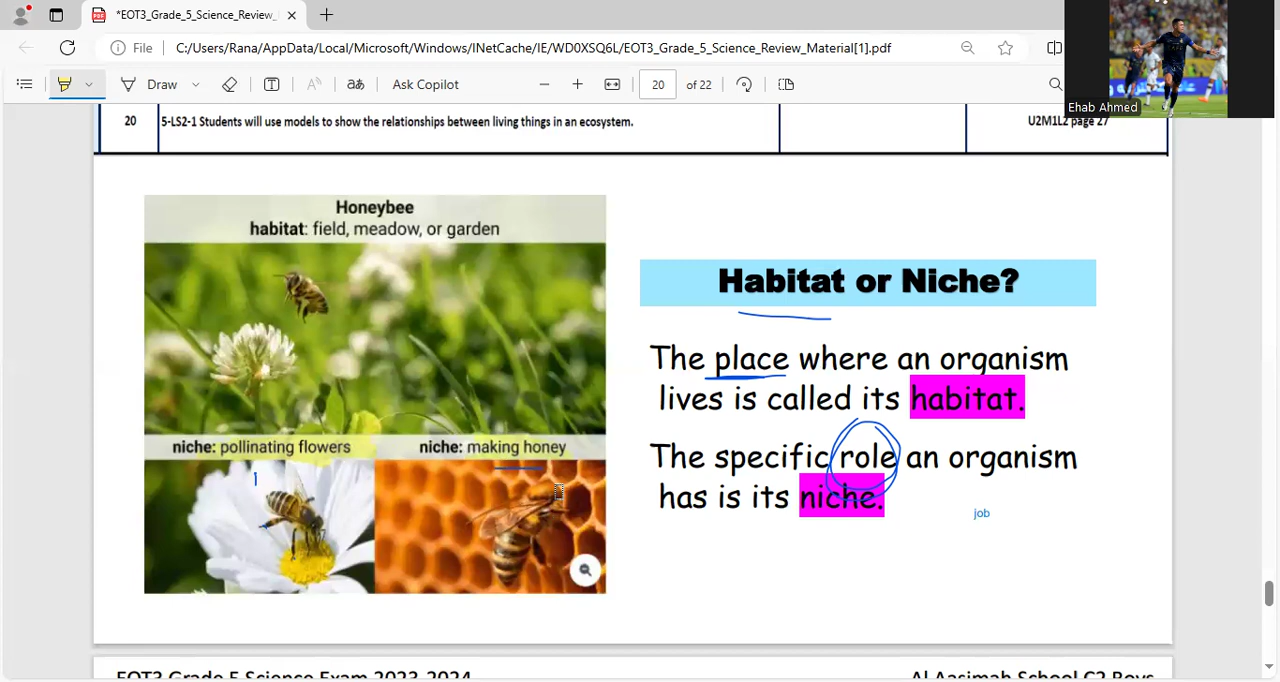 *EOT3_Grade_5_Science_Review_
File
C:/Users/Rana/AppData/Local/Microsoft/Windows/INetCache/IE/WD0XSQ6L/EOT3_Grade_5_Science_Review_Material[1].pdf
Draw
aあ
Ask Copilot
20
of 22
Ehab Ahmed
20
5-LS2-1 Students will use models to show the relationships between living things in an ecosystem.
U2M1L2 page 27
Honeybee
habitat: field, meadow, or garden
niche: pollinating flowers
niche: making honey
Habitat or Niche?
The place where an organism
lives is called its habitat.
The specific role an organism
has is its niche.
job
EOT3 Grade 5 Science Exam 2023-2024
Al Aasimah School C2 Boys